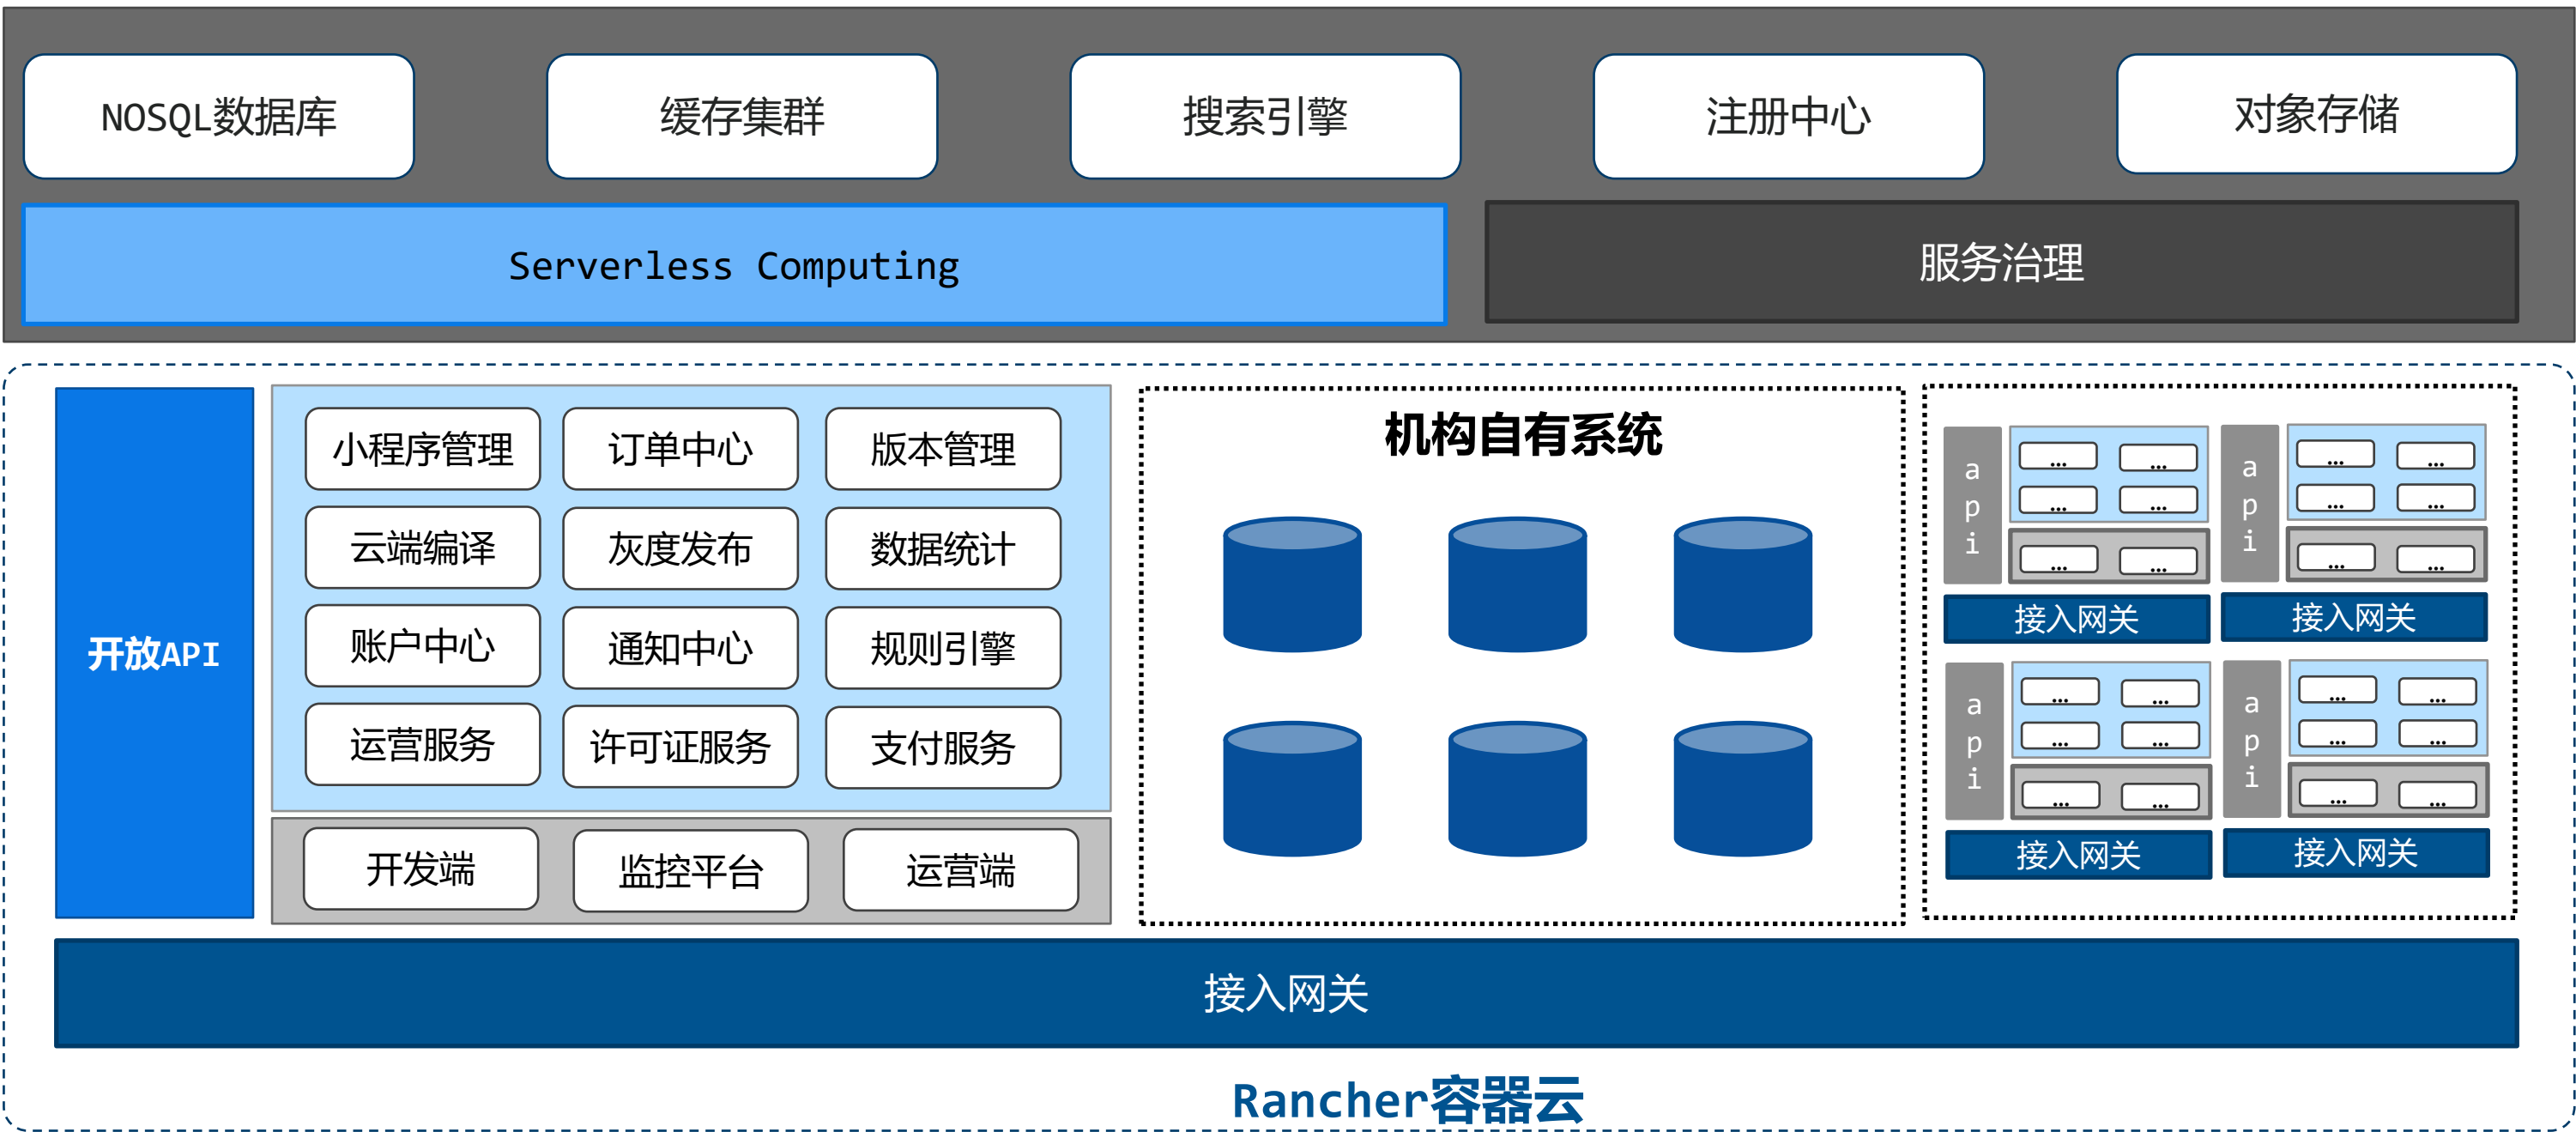 NOSQL数据库
缓存集群
搜索引擎
注册中心
对象存储
Serverless Computing
服务治理
开放API
小程序管理
订单中心
版本管理
云端编译
灰度发布
数据统计
账户中心
通知中心
规则引擎
运营服务
许可证服务
支付服务
开发端
监控平台
运营端
机构自有系统
api
...
...
...
...
...
...
接入网关
api
...
...
...
...
...
...
接入网关
api
...
...
...
...
...
...
接入网关
api
...
...
...
...
...
...
接入网关
接入网关
Rancher容器云